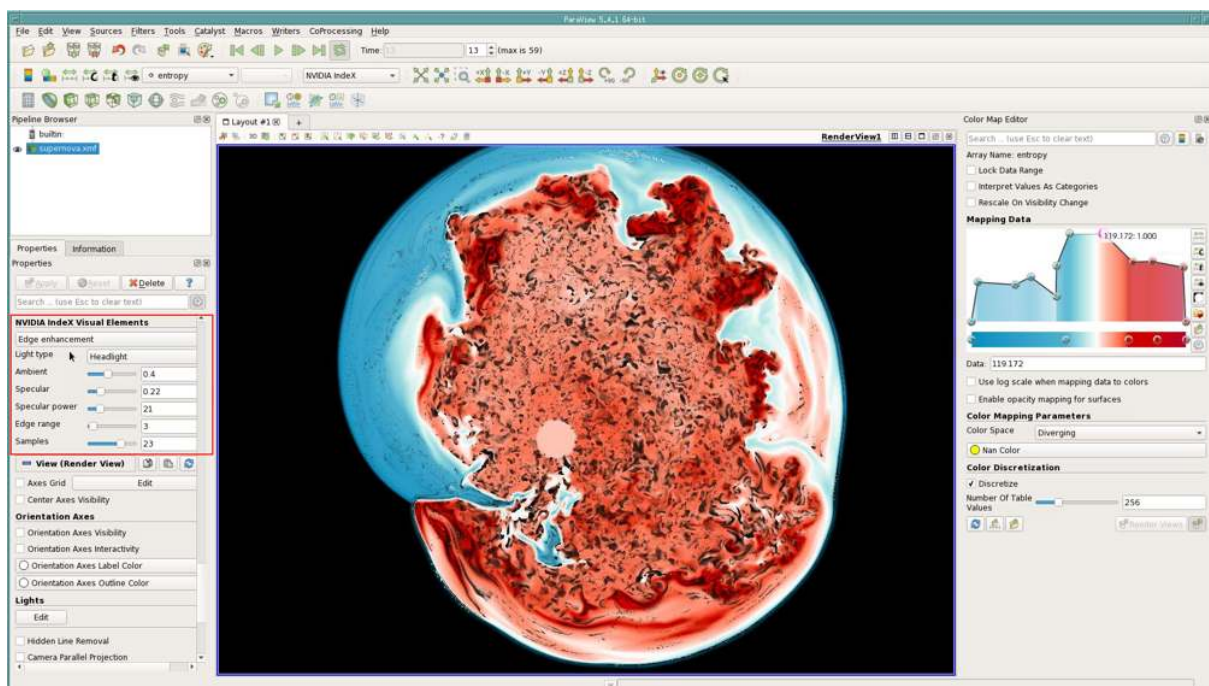 ParaView 5.4.1 64-bit
File Edit View Sources Filters Tools Catalyst Macros Writers CoProcessing Help
Time: 13 13 (max is 59)
entropy NVIDIA IndeX
Pipeline Browser
builtin:
supernova.xmf
Properties Information
Properties
Apply Reset Delete ?
Search ... (use Esc to clear text)
NVIDIA IndeX Visual Elements
Edge enhancement
Light type Headlight
Ambient 0.4
Specular 0.22
Specular power 21
Edge range 3
Samples 23
View (Render View)
Axes Grid Edit
Center Axes Visibility
Orientation Axes
Orientation Axes Visibility
Orientation Axes Interactivity
Orientation Axes Label Color
Orientation Axes Outline Color
Lights
Edit
Hidden Line Removal
Camera Parallel Projection
Layout #1 +
3D RenderView1
Color Map Editor
Search ... (use Esc to clear text)
Array Name: entropy
Lock Data Range
Interpret Values As Categories
Rescale On Visibility Change
Mapping Data
119.172: 1.000
Data: 119.172
Use log scale when mapping data to colors
Enable opacity mapping for surfaces
Color Mapping Parameters
Color Space Diverging
Nan Color
Color Discretization
Discretize
Number Of Table Values 256
Render Views